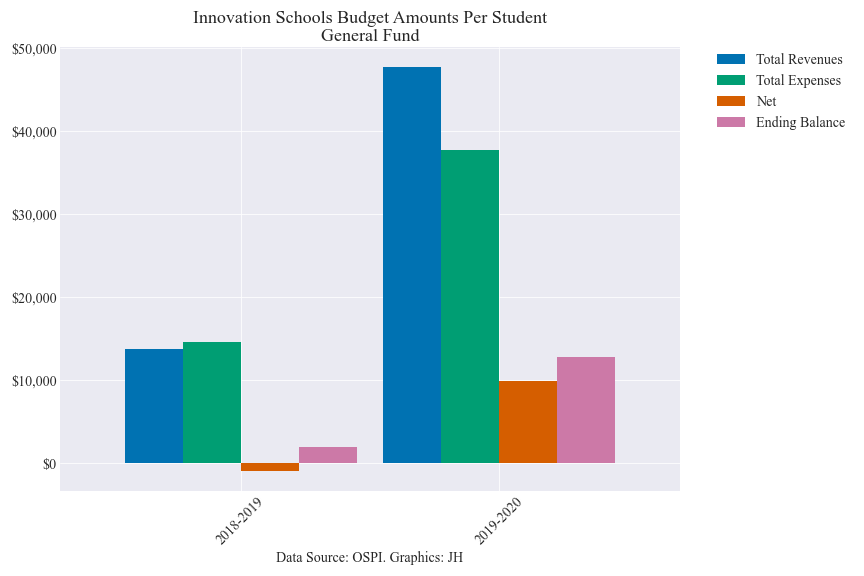 Innovation Schools Budget Amounts Per Student
General Fund
$50,000
$40,000
$30,000
$20,000
$10,000
$0
Total Revenues
Total Expenses
Net
Ending Balance
2018-2019
2019-2020
Data Source: OSPI. Graphics: JH